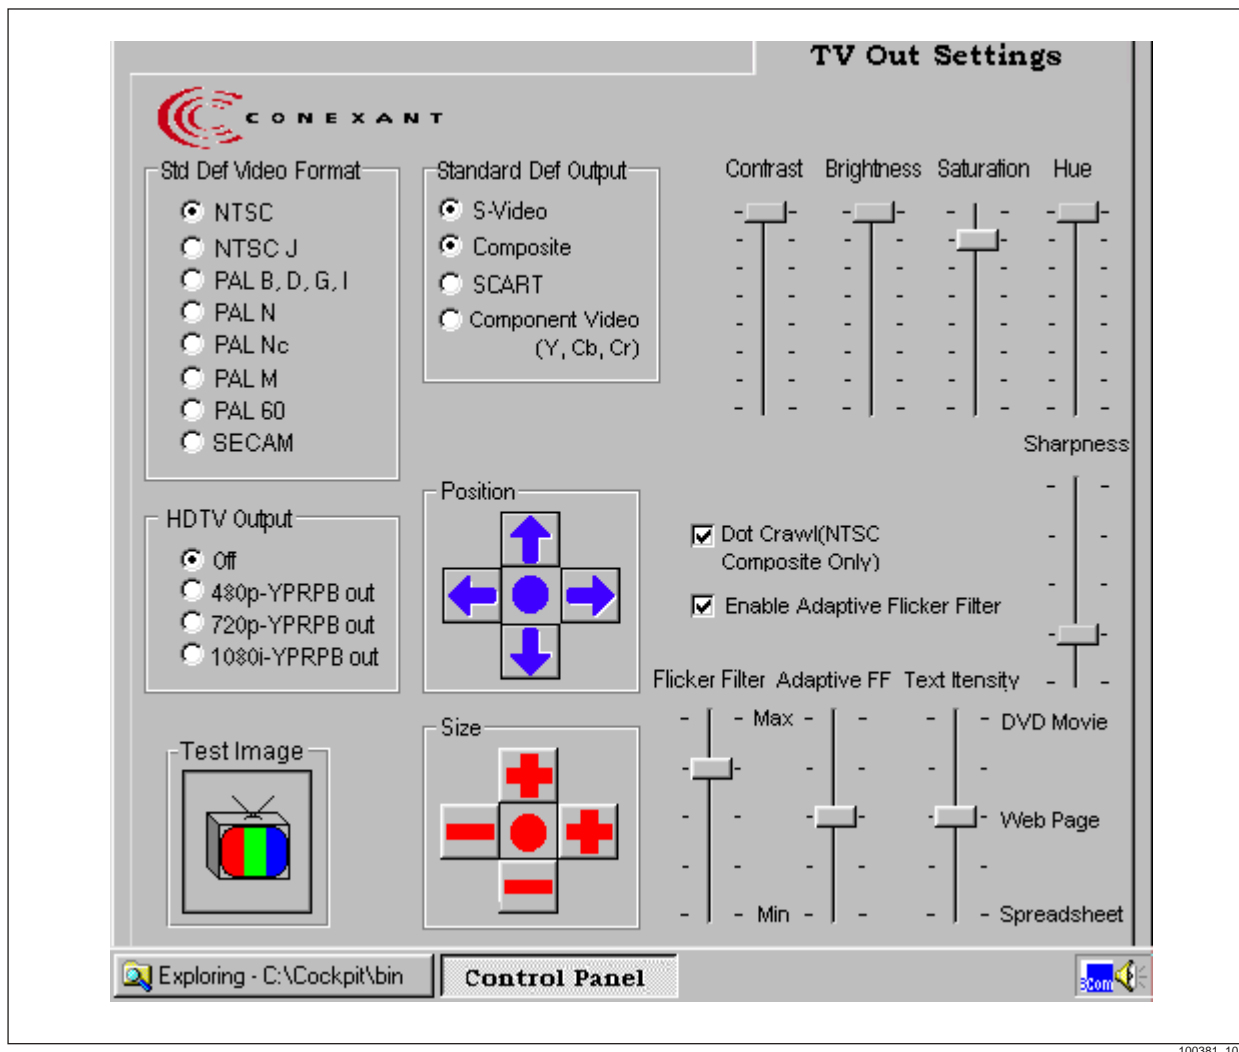 TV Out Settings
CONEXANT
Std Def Video Format
NTSC
NTSC J
PAL B, D, G, I
PAL N
PAL Nc
PAL M
PAL 60
SECAM
Standard Def Output
S-Video
Composite
SCART
Component Video
(Y, Cb, Cr)
Contrast Brightness Saturation Hue
Sharpness
HDTV Output
Off
480p-YPRPB out
720p-YPRPB out
1080i-YPRPB out
Position
Dot Crawl(NTSC
Composite Only)
Enable Adaptive Flicker Filter
Flicker Filter Adaptive FF Text Itensity
Max
DVD Movie
Web Page
Min
Spreadsheet
Test Image
Size
Exploring - C:\Cockpit\bin
Control Panel
3Com